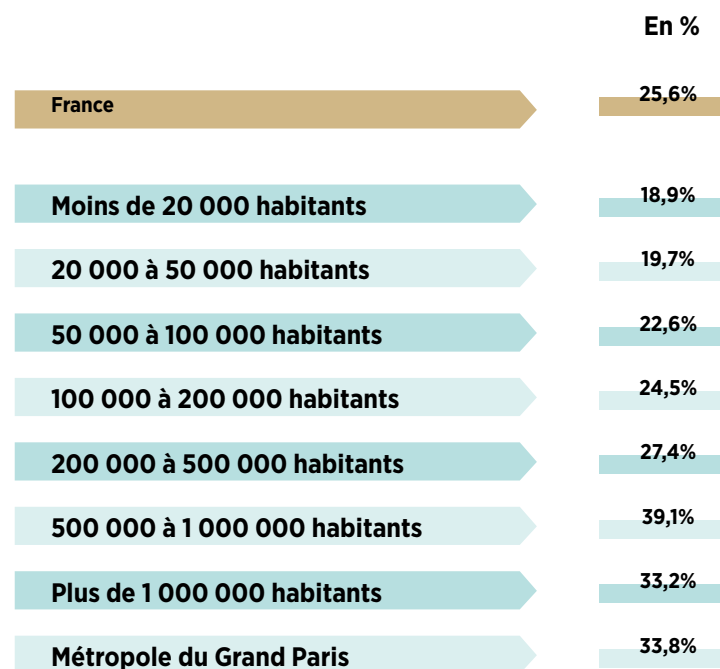 En %
France 25,6%
Moins de 20 000 habitants 18,9%
20 000 à 50 000 habitants 19,7%
50 000 à 100 000 habitants 22,6%
100 000 à 200 000 habitants 24,5%
200 000 à 500 000 habitants 27,4%
500 000 à 1 000 000 habitants 39,1%
Plus de 1 000 000 habitants 33,2%
Métropole du Grand Paris 33,8%